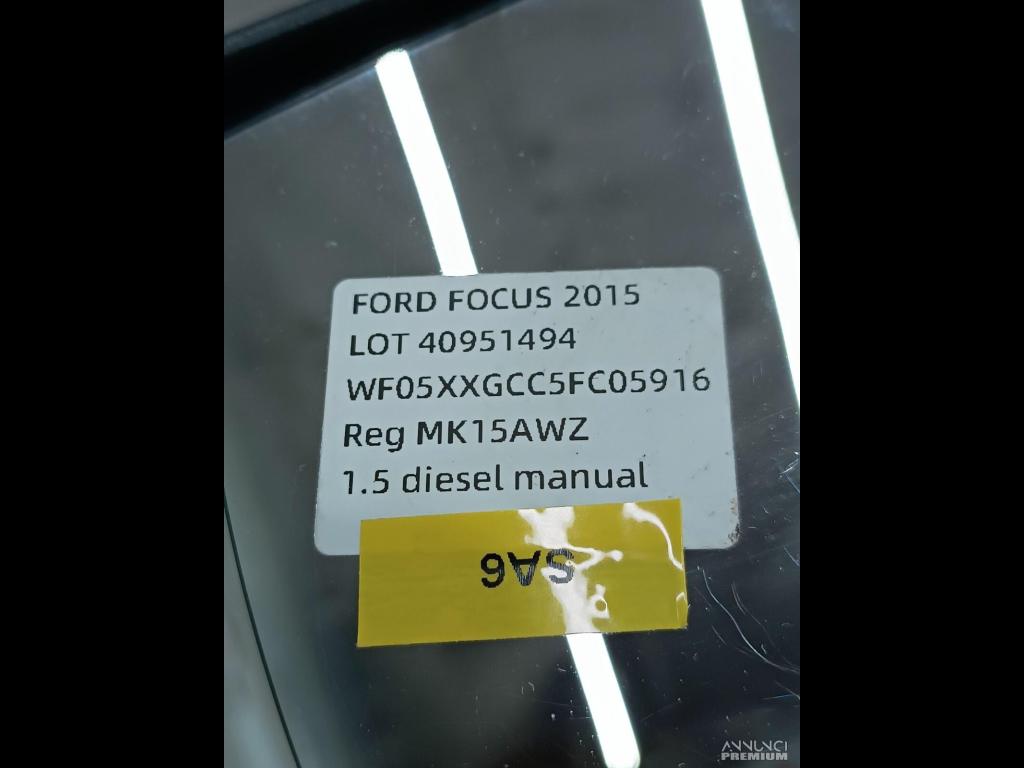 FORD FOCUS 2015
LOT 40951494
WF05XXGCC5FC05916
Reg MK15AWZ
1.5 diesel manual
SA6
ANNUNCI
PREMIUM